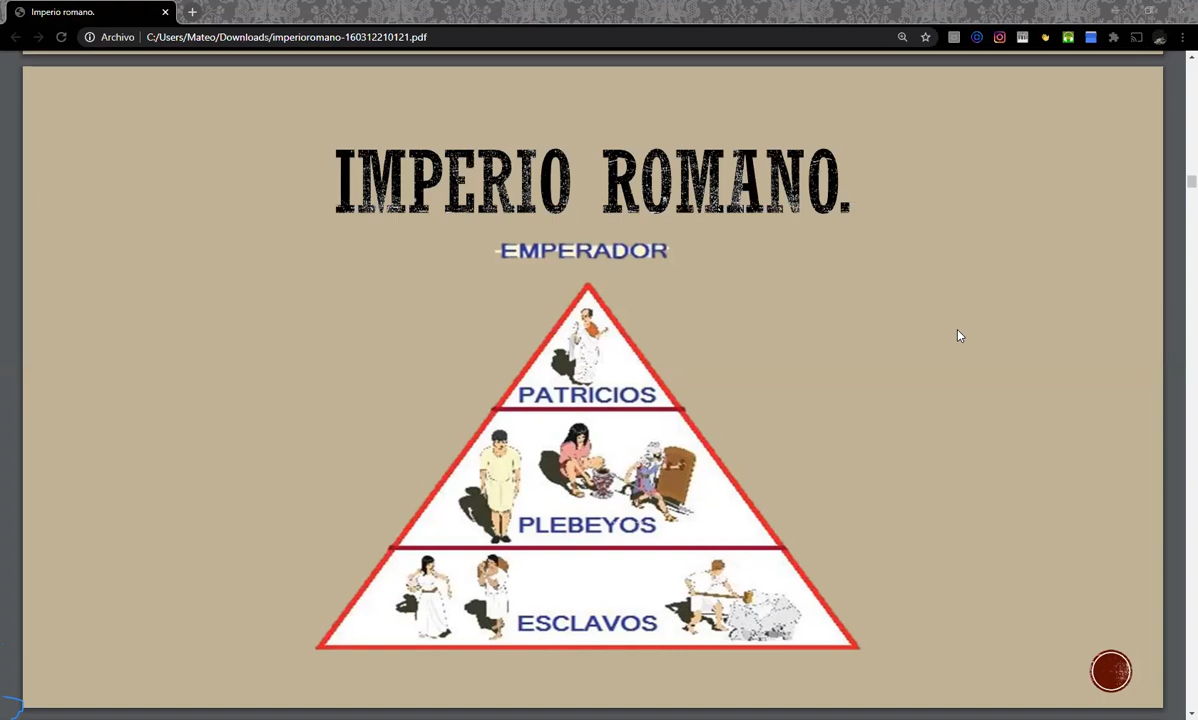 Imperio romano.
Archivo
C:/Users/Mateo/Downloads/imperioromano-160312210121.pdf
IMPERIO ROMANO.
EMPERADOR
PATRICIOS
PLEBEYOS
ESCLAVOS